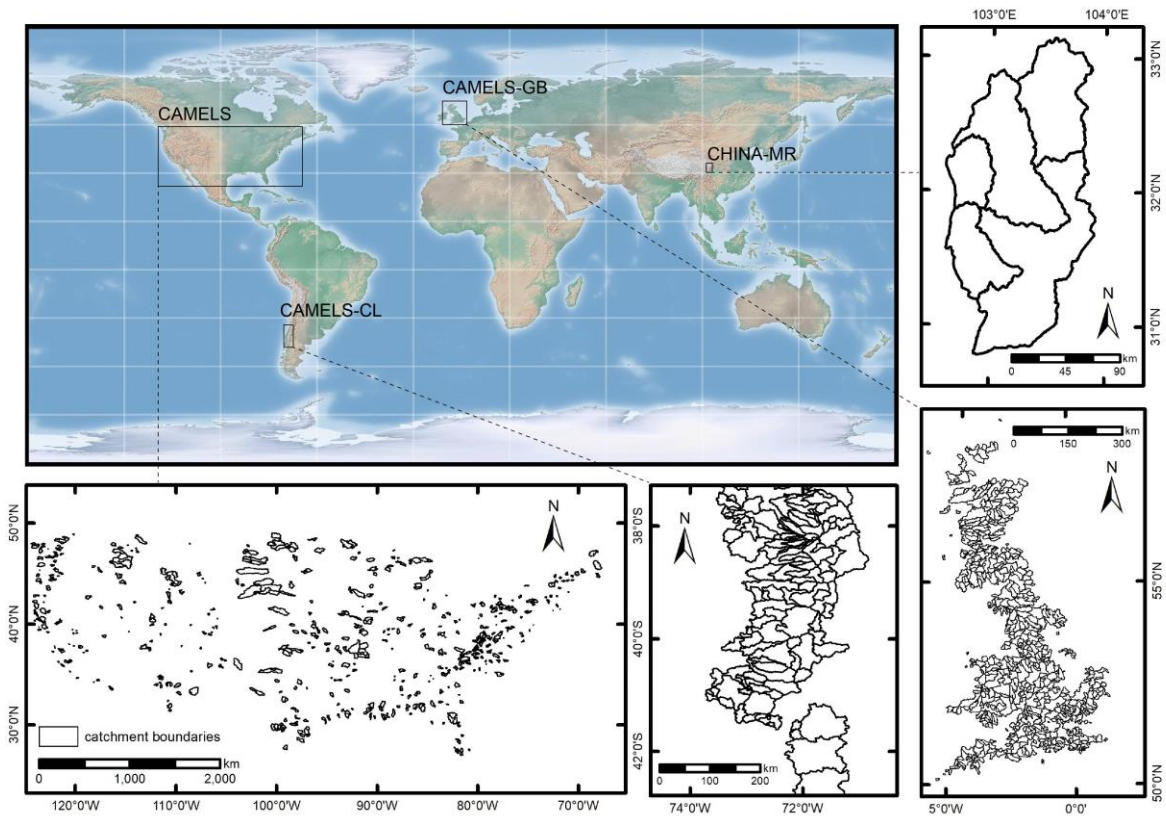 CAMELS
CAMELS-GB
CHINA-MR
CAMELS-CL
103°0'E 104°0'E
33°0'N
32°0'N
31°0'N
N
km
0 45 90
50°0'N
40°0'N
30°0'N
N
catchment boundaries
km
0 1,000 2,000
120°0'W 110°0'W 100°0'W 90°0'W 80°0'W 70°0'W
38°0'S
40°0'S
42°0'S
N
km
0 100 200
74°0'W 72°0'W
km
0 150 300
N
55°0'N
50°0'N
5°0'W 0°0'